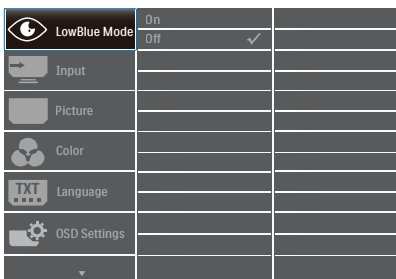 LowBlue Mode
On
Off
Input
Picture
Color
TXT
Language
OSD Settings